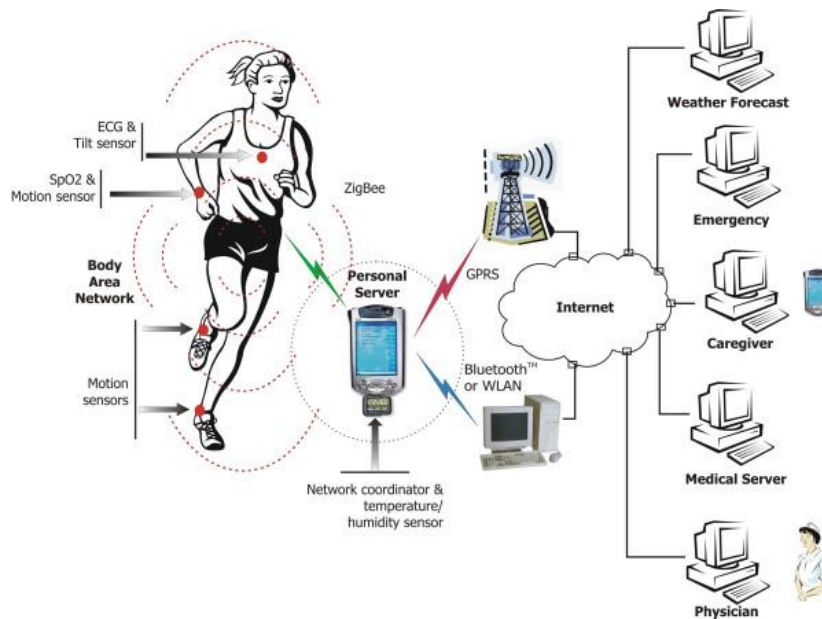 ECG &
Tilt sensor
SpO2 &
Motion sensor
ZigBee
Body
Area
Network
Motion
sensors
Personal
Server
Network coordinator &
temperature/
humidity sensor
GPRS
Bluetooth™
or WLAN
Internet
Weather Forecast
Emergency
Caregiver
Medical Server
Physician